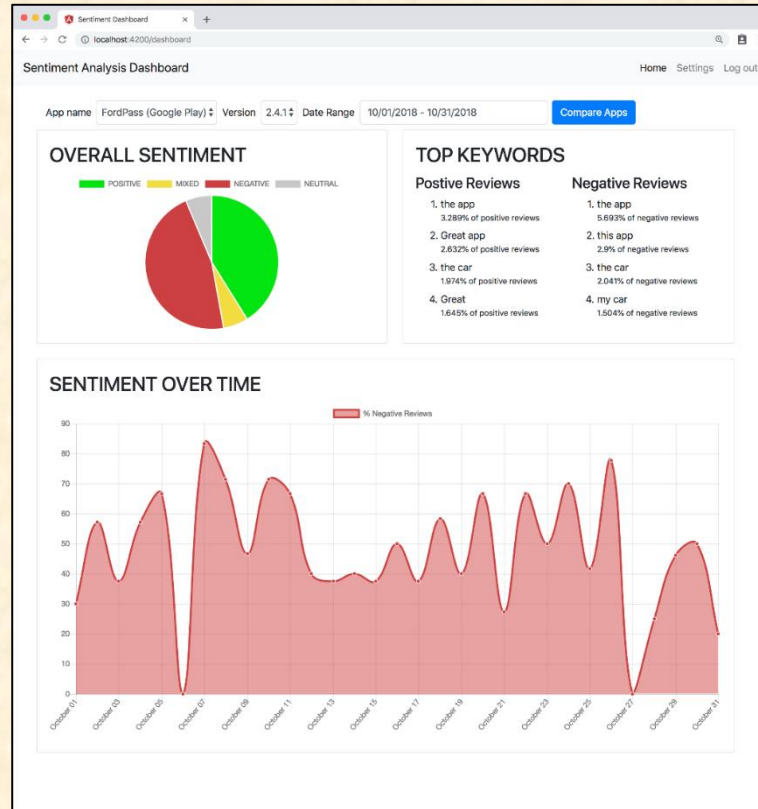 Sentiment Dashboard
localhost:4200/dashboard
Sentiment Analysis Dashboard
Home Settings Log out
App name FordPass (Google Play) Version 2.4.1 Date Range 10/01/2018 - 10/31/2018 Compare Apps
OVERALL SENTIMENT
POSITIVE MIXED NEGATIVE NEUTRAL
TOP KEYWORDS
Postive Reviews
1. the app
3.289% of positive reviews
2. Great app
2.632% of positive reviews
3. the car
1.974% of positive reviews
4. Great
1.645% of positive reviews
Negative Reviews
1. the app
5.693% of negative reviews
2. this app
2.9% of negative reviews
3. the car
2.041% of negative reviews
4. my car
1.504% of negative reviews
SENTIMENT OVER TIME
% Negative Reviews
90
80
70
60
50
40
30
20
10
0
October 01
October 03
October 05
October 07
October 09
October 11
October 13
October 15
October 17
October 19
October 21
October 23
October 25
October 27
October 29
October 31